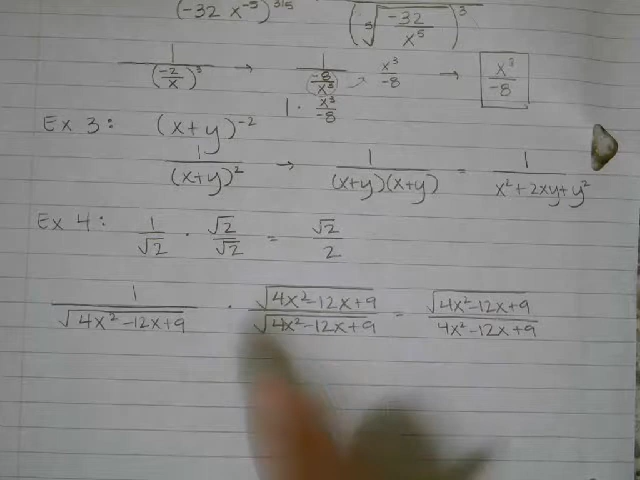 (-32 x^-5)^3/5 (⁵√(-32/x⁵))³
1/(-2/x)³ → 1/(-8/x³) x³/-8 → x³/-8
1 · x³/-8
Ex 3: (x+y)^-2
1/(x+y)² → 1/(x+y)(x+y) = 1/x²+2xy+y²
Ex 4: 1/√2 · √2/√2 = √2/2
1/√(4x²-12x+9) · √(4x²-12x+9)/√(4x²-12x+9) = √(4x²-12x+9)/4x²-12x+9